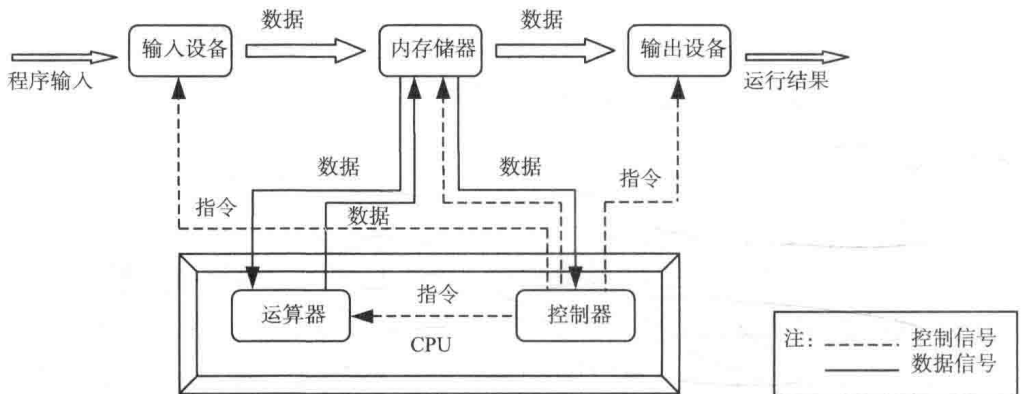 数据
数据
输入设备
内存储器
输出设备
程序输入
运行结果
数据
数据
指令
指令
数据
指令
运算器
控制器
CPU
注：
控制信号
数据信号